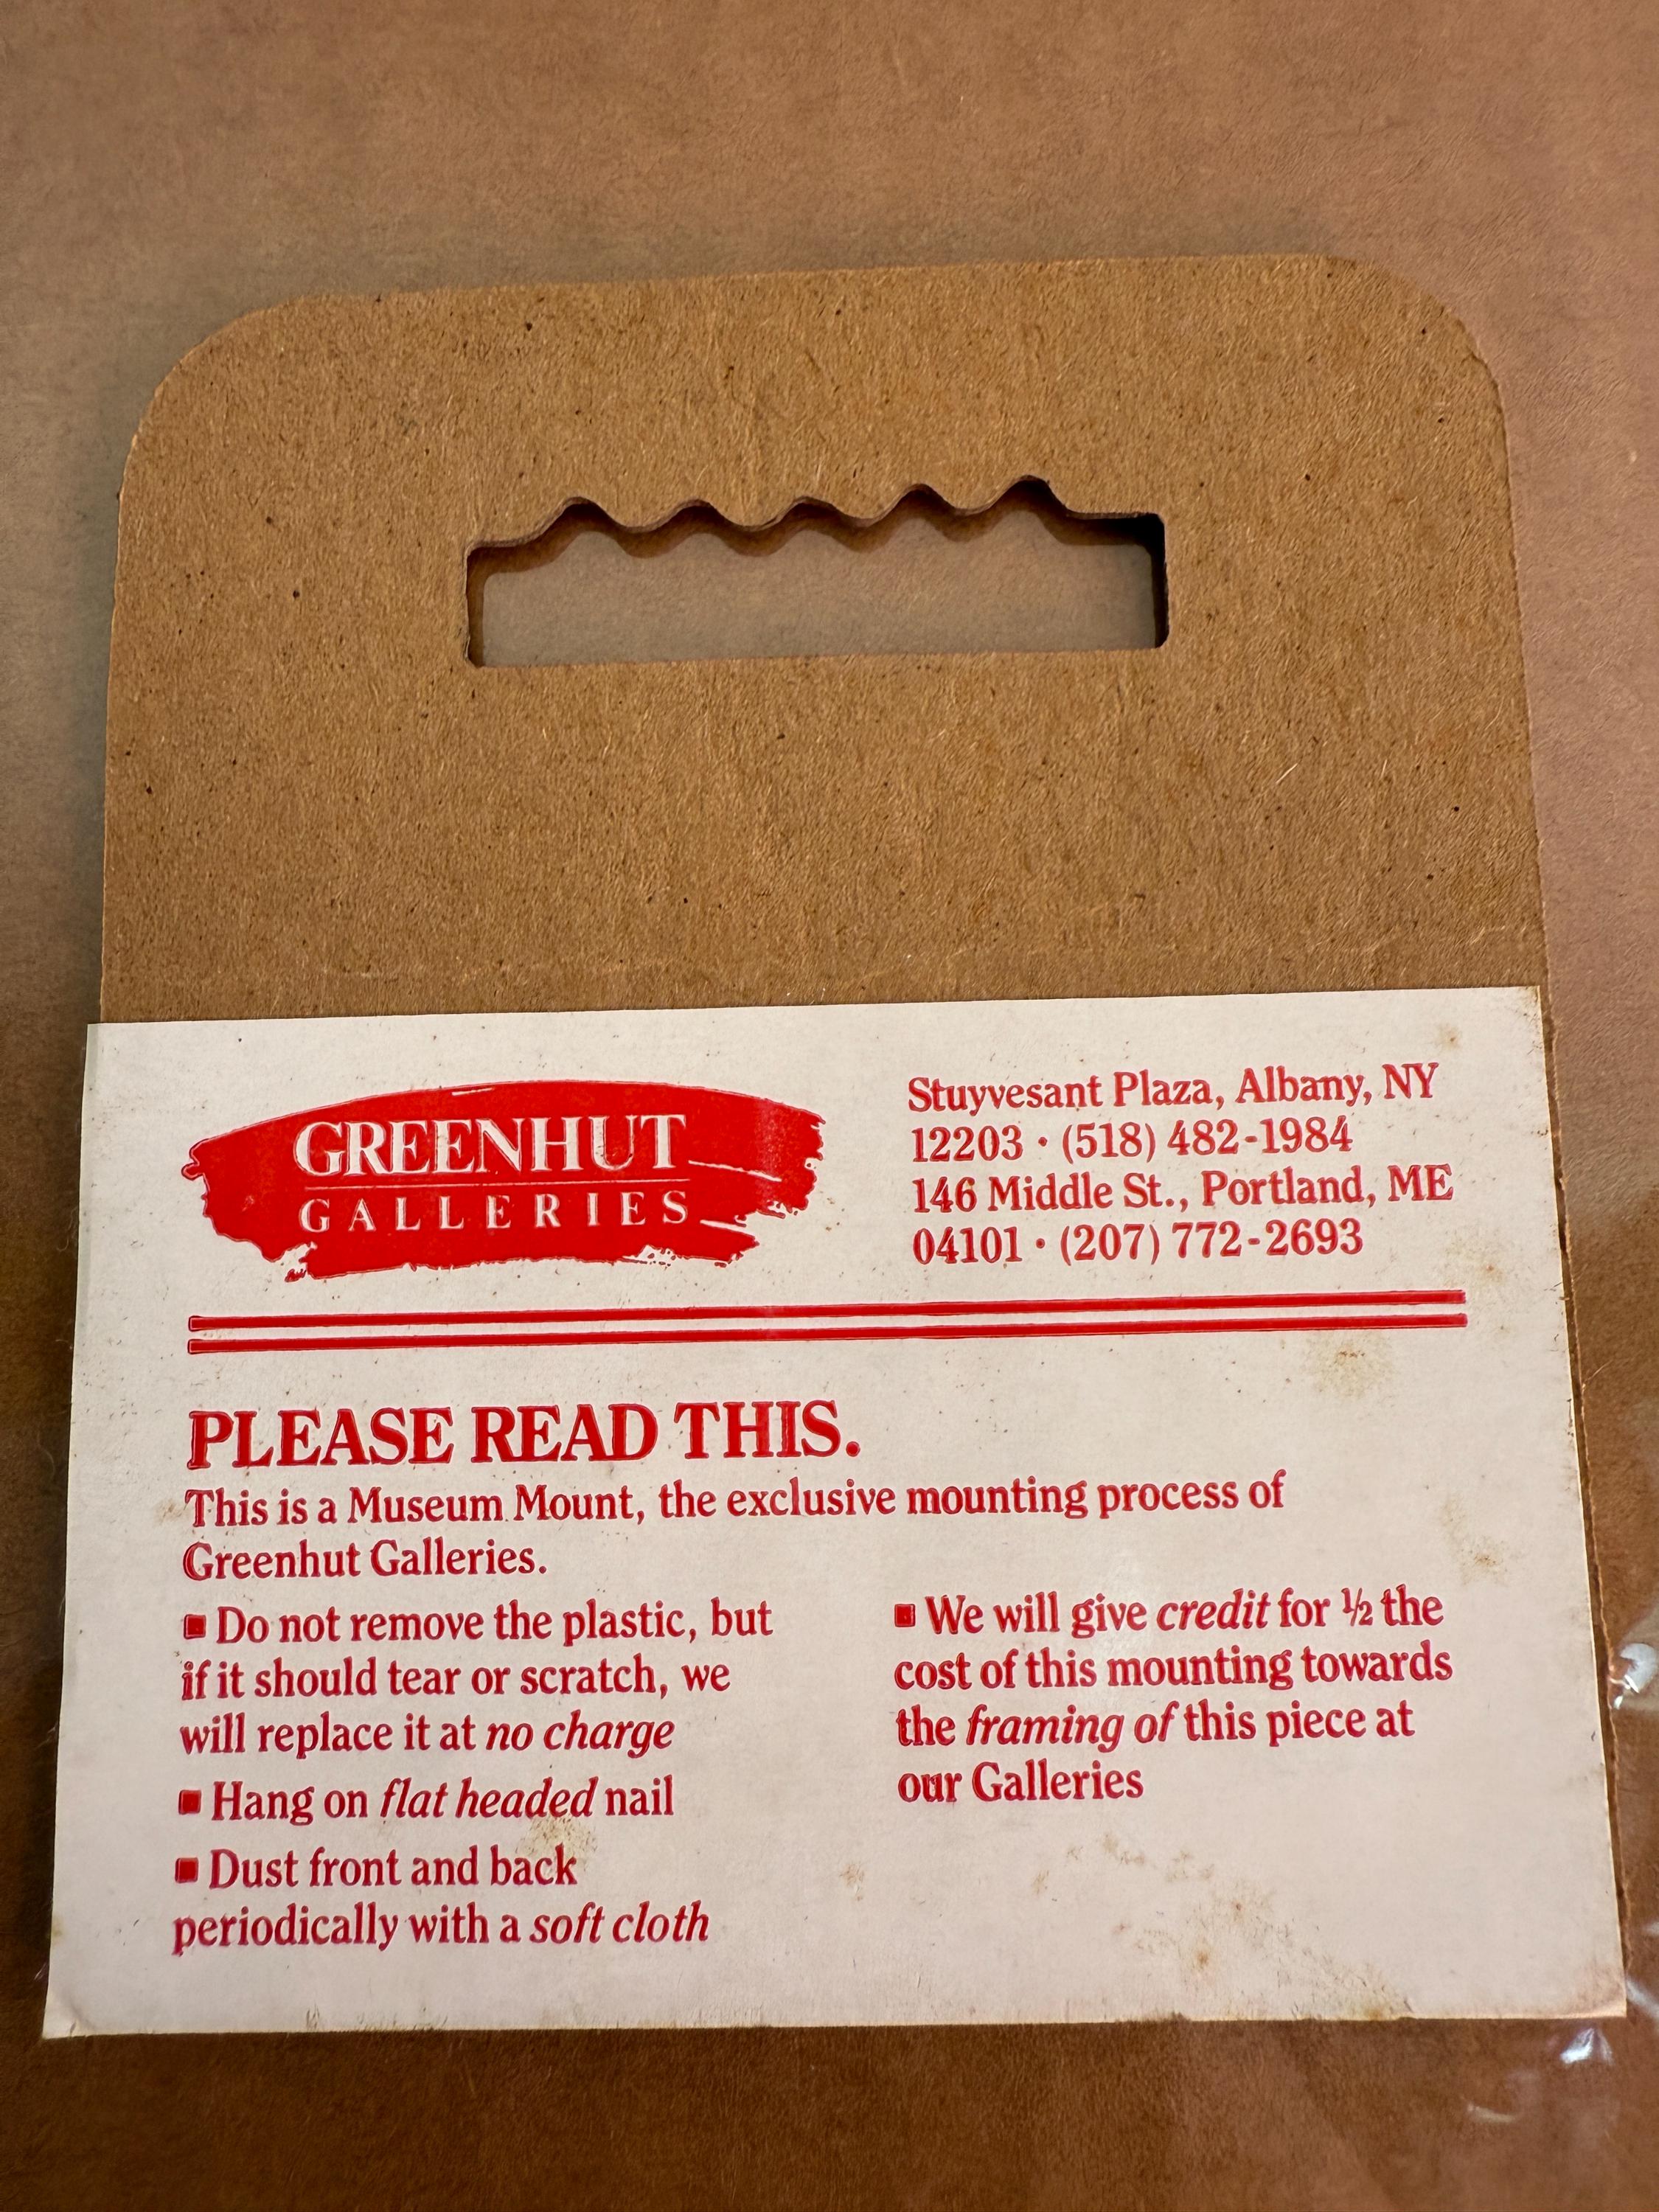 GREENHUT
GALLERIES
Stuyvesant Plaza, Albany, NY
12203 • (518) 482-1984
146 Middle St., Portland, ME
04101 • (207) 772-2693
PLEASE READ THIS.
This is a Museum Mount, the exclusive mounting process of
Greenhut Galleries.
■ Do not remove the plastic, but
if it should tear or scratch, we
will replace it at no charge
■ Hang on flat headed nail
■ Dust front and back
periodically with a soft cloth
■ We will give credit for ½ the
cost of this mounting towards
the framing of this piece at
our Galleries